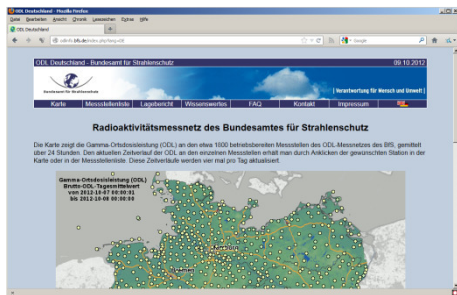 ODL Deutschland - Mozilla Firefox
Datei Bearbeiten Ansicht Chronik Lesezeichen Extras Hilfe
ODL Deutschland
ODL Deutschland - Bundesamt für Strahlenschutz 09.10.2012
Bundesamt für Strahlenschutz
| Verantwortung für Mensch und Umwelt |
Karte Messstellenliste Lagebericht Wissenswertes FAQ Kontakt Impressum
Radioaktivitätsmessnetz des Bundesamtes für Strahlenschutz
Die Karte zeigt die Gamma-Ortsdosisleistung (ODL) an den etwa 1800 betriebsbereiten Messstellen des ODL-Messnetzes des BfS, gemittelt
über 24 Stunden. Den aktuellen Zeitverlauf der ODL an den einzelnen Messstellen erhält man durch Anklicken der gewünschten Station in der
Karte oder in der Messstellenliste. Diese Zeitverläufe werden vier mal pro Tag aktualisiert.
Gamma-Ortsdosisleistung (ODL)
Brutto-ODL-Tagesmittelwert
von 2012-10-07 00:00:01
bis 2012-10-08 00:00:00
Hamburg
Bremen